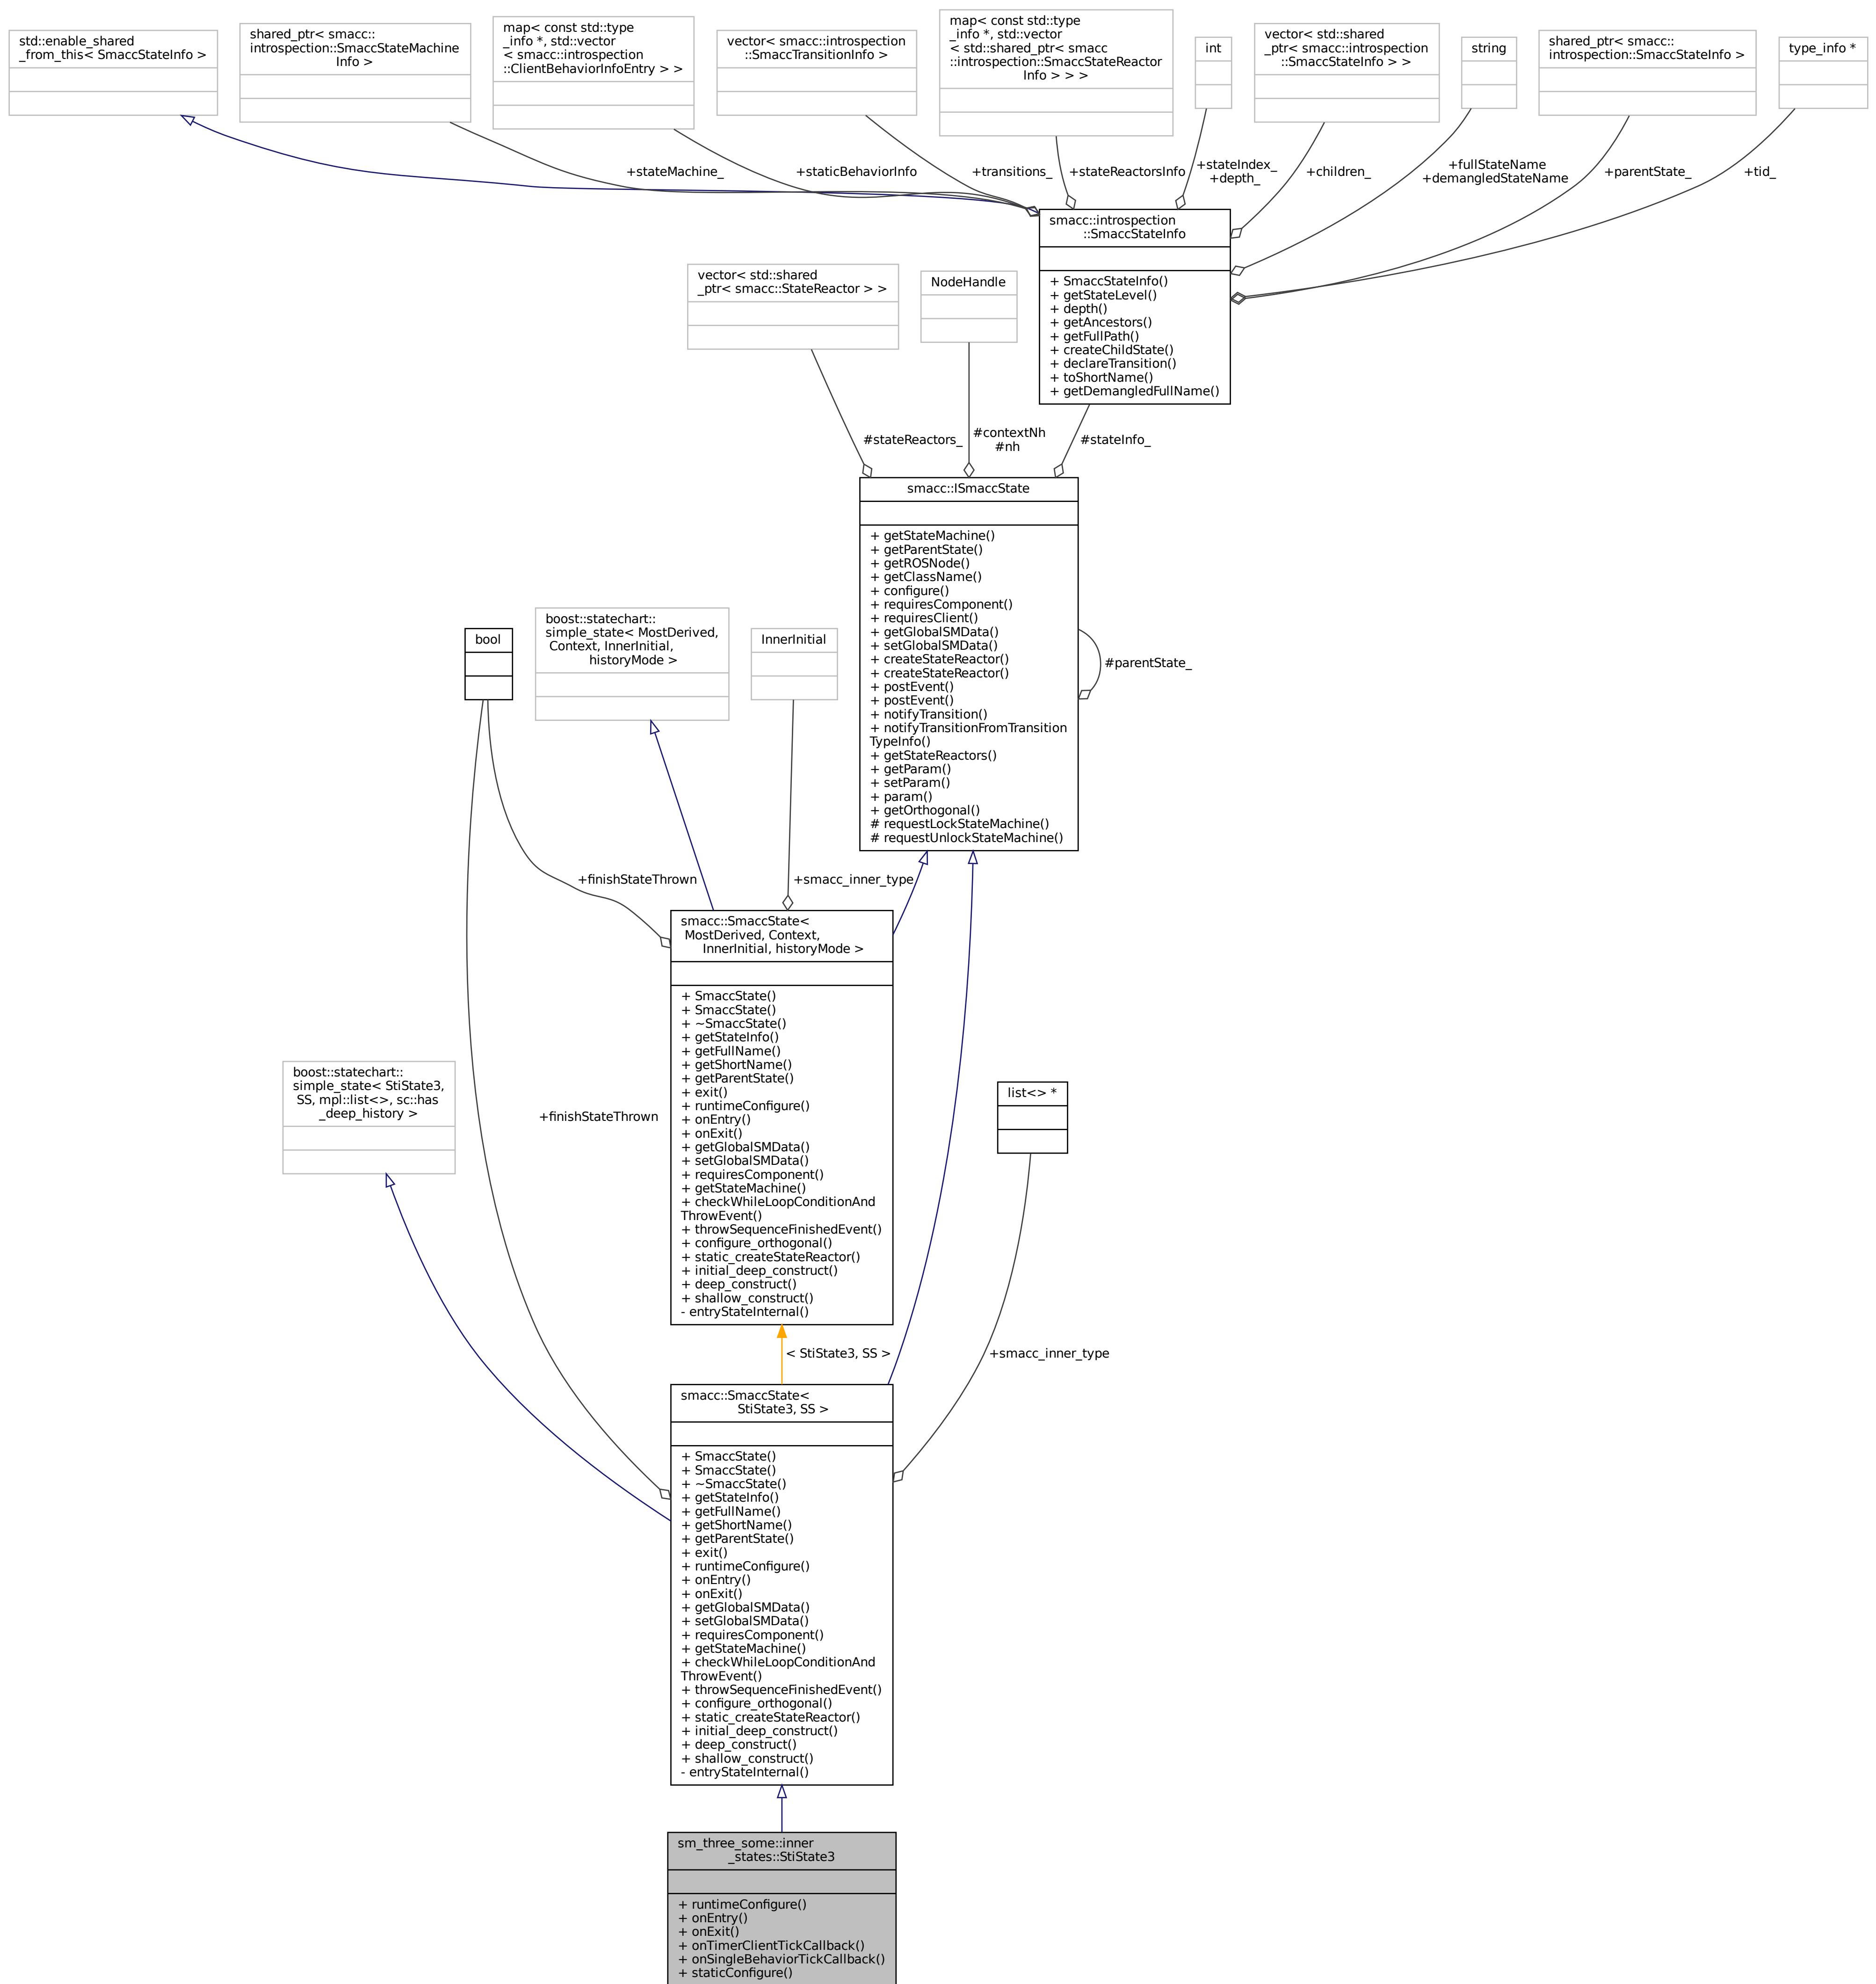 std::enable_shared
_from_this< SmaccStateInfo >
shared_ptr< smacc::
introspection::SmaccStateMachine
Info >
map< const std::type
_info *, std::vector
< smacc::introspection
::ClientBehaviorInfoEntry > >
vector< smacc::introspection
::SmaccTransitionInfo >
map< const std::type
_info *, std::vector
< std::shared_ptr< smacc
::introspection::SmaccStateReactor
Info > > >
int
vector< std::shared
_ptr< smacc::introspection
::SmaccStateInfo > >
string
shared_ptr< smacc::
introspection::SmaccStateInfo >
type_info *
+stateMachine_
+staticBehaviorInfo
+transitions_
+stateReactorsInfo
+stateIndex_
+depth_
+children_
+fullStateName
+demangledStateName
+parentState_
+tid_
smacc::introspection
::SmaccStateInfo
+ SmaccStateInfo()
+ getStateLevel()
+ depth()
+ getAncestors()
+ getFullPath()
+ createChildState()
+ declareTransition()
+ toShortName()
+ getDemangledFullName()
vector< std::shared
_ptr< smacc::StateReactor > >
NodeHandle
#stateReactors_
#contextNh
#nh
#stateInfo_
smacc::ISmaccState
+ getStateMachine()
+ getParentState()
+ getROSNode()
+ getClassName()
+ configure()
+ requiresComponent()
+ requiresClient()
+ getGlobalSMData()
+ setGlobalSMData()
+ createStateReactor()
+ createStateReactor()
+ postEvent()
+ postEvent()
+ notifyTransition()
+ notifyTransitionFromTransition
TypeInfo()
+ getStateReactors()
+ getParam()
+ setParam()
+ param()
+ getOrthogonal()
# requestLockStateMachine()
# requestUnlockStateMachine()
#parentState_
bool
boost::statechart::
simple_state< MostDerived,
Context, InnerInitial,
historyMode >
InnerInitial
+finishStateThrown
+smacc_inner_type
smacc::SmaccState<
MostDerived, Context,
InnerInitial, historyMode >
+ SmaccState()
+ SmaccState()
+ ~SmaccState()
+ getStateInfo()
+ getFullName()
+ getShortName()
+ getParentState()
+ exit()
+ runtimeConfigure()
+ onEntry()
+ onExit()
+ getGlobalSMData()
+ setGlobalSMData()
+ requiresComponent()
+ getStateMachine()
+ checkWhileLoopConditionAnd
ThrowEvent()
+ throwSequenceFinishedEvent()
+ configure_orthogonal()
+ static_createStateReactor()
+ initial_deep_construct()
+ deep_construct()
+ shallow_construct()
- entryStateInternal()
boost::statechart::
simple_state< StiState3,
SS, mpl::list<>, sc::has
_deep_history >
+finishStateThrown
list<> *
< StiState3, SS >
+smacc_inner_type
smacc::SmaccState<
StiState3, SS >
+ SmaccState()
+ SmaccState()
+ ~SmaccState()
+ getStateInfo()
+ getFullName()
+ getShortName()
+ getParentState()
+ exit()
+ runtimeConfigure()
+ onEntry()
+ onExit()
+ getGlobalSMData()
+ setGlobalSMData()
+ requiresComponent()
+ getStateMachine()
+ checkWhileLoopConditionAnd
ThrowEvent()
+ throwSequenceFinishedEvent()
+ configure_orthogonal()
+ static_createStateReactor()
+ initial_deep_construct()
+ deep_construct()
+ shallow_construct()
- entryStateInternal()
sm_three_some::inner
_states::StiState3
+ runtimeConfigure()
+ onEntry()
+ onExit()
+ onTimerClientTickCallback()
+ onSingleBehaviorTickCallback()
+ staticConfigure()